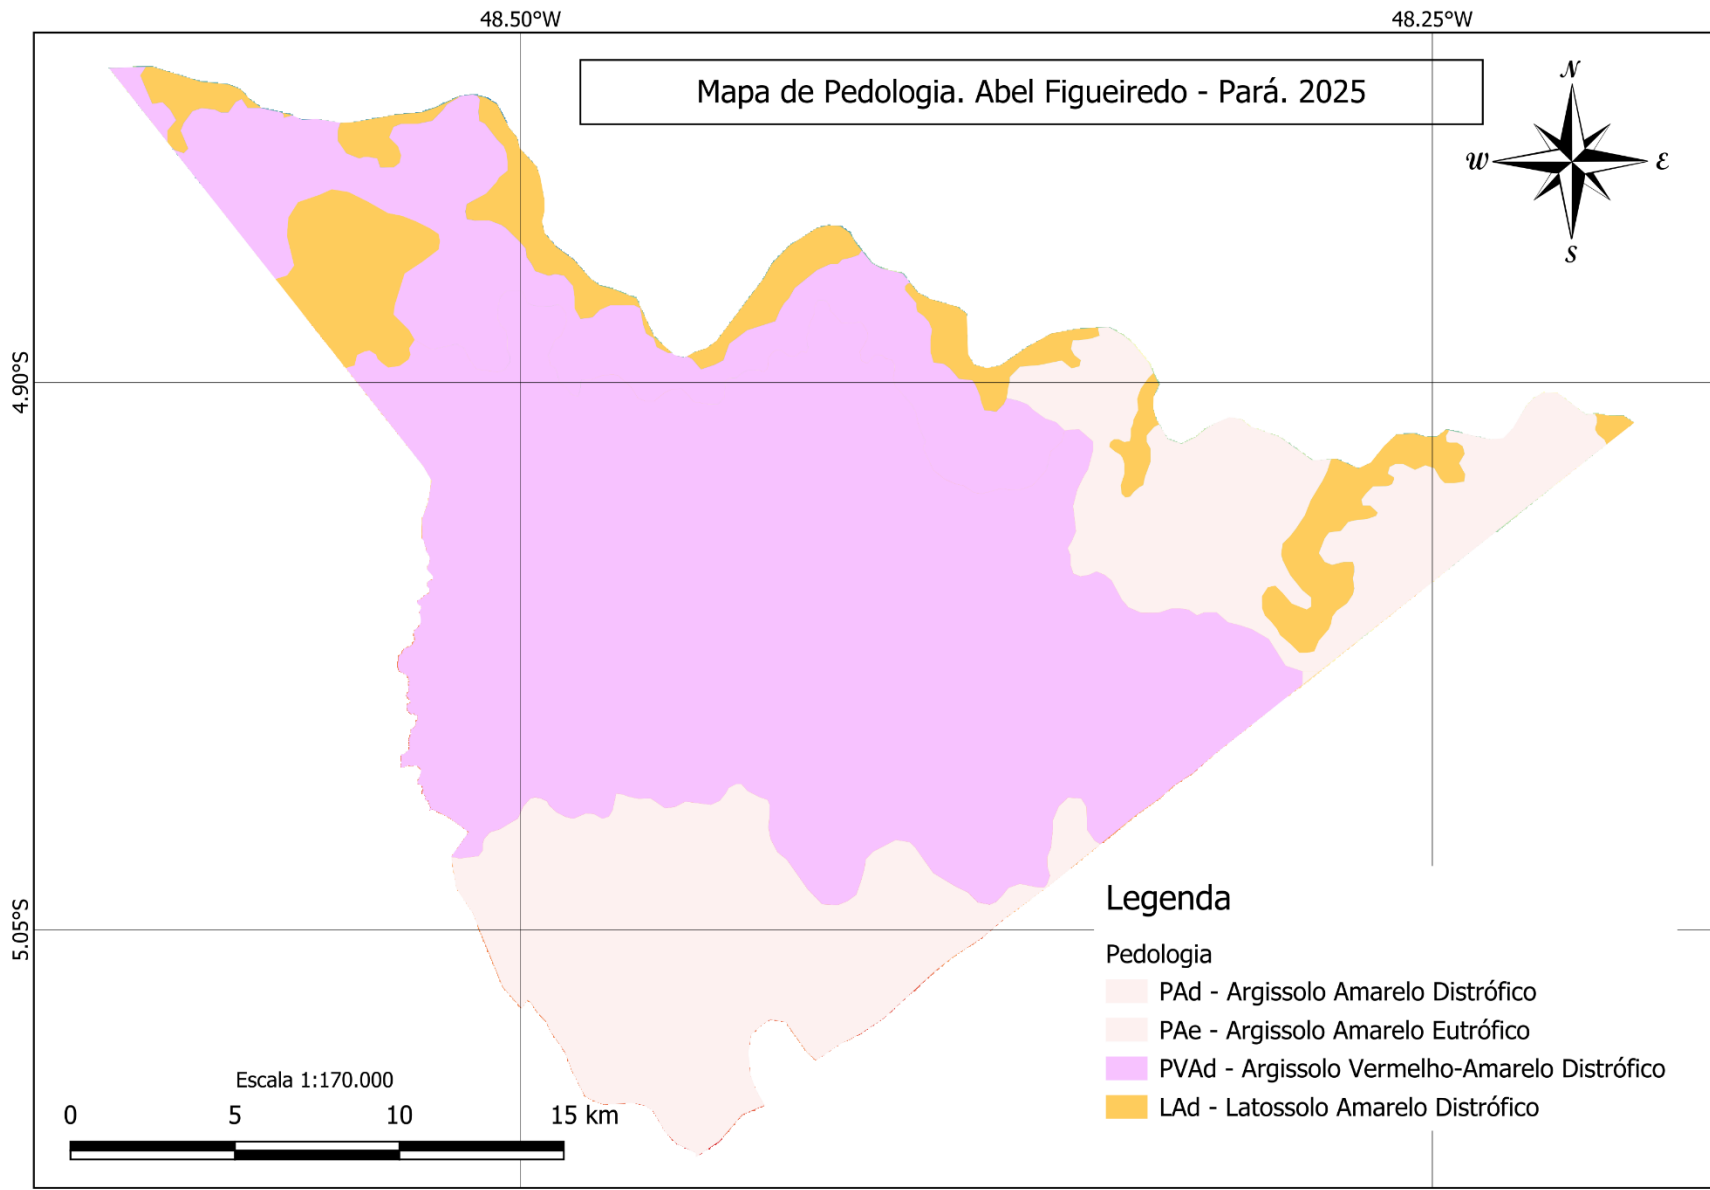 48.50°W
48.25°W
Mapa de Pedologia. Abel Figueiredo - Pará. 2025
N
W
E
S
4.90°S
5.05°S
Legenda
Pedologia
PAd - Argissolo Amarelo Distrófico
PAe - Argissolo Amarelo Eutrófico
PVAd - Argissolo Vermelho-Amarelo Distrófico
LAd - Latossolo Amarelo Distrófico
Escala 1:170.000
0 5 10 15 km